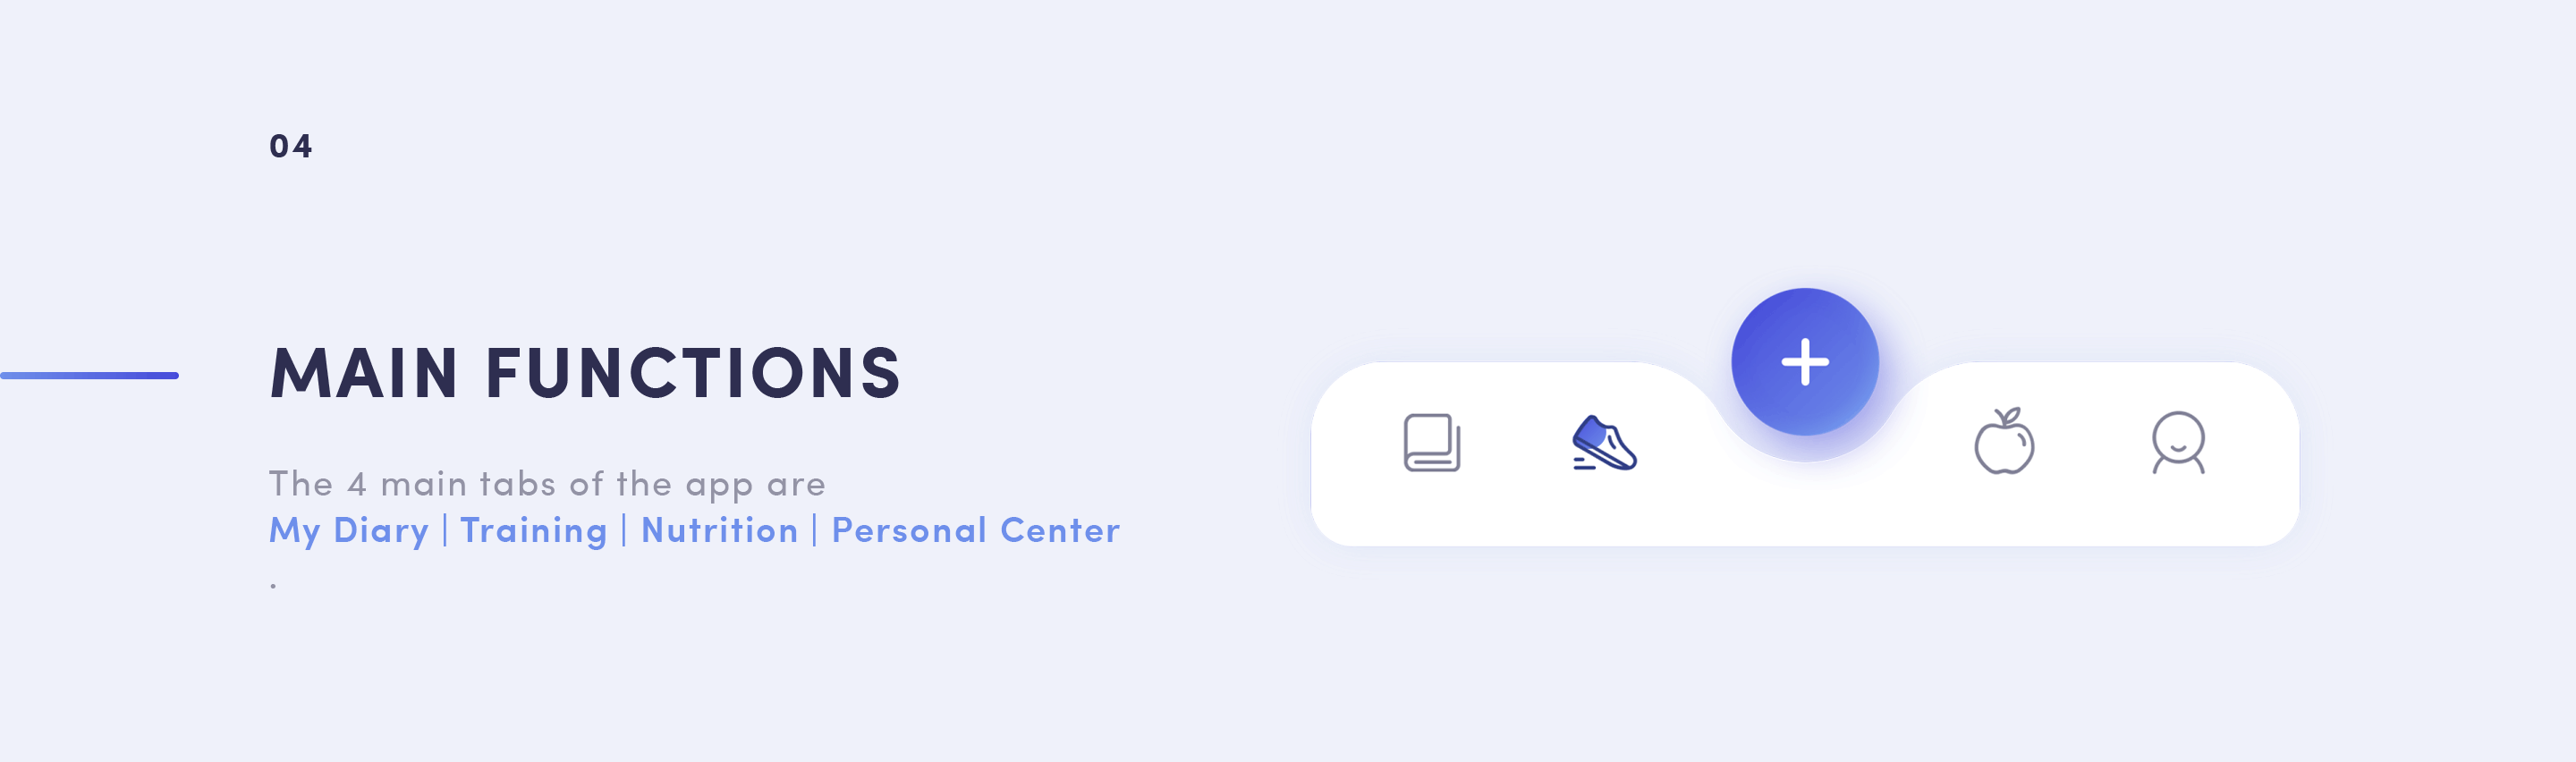 04
MAIN FUNCTIONS
The 4 main tabs of the app are
My Diary | Training | Nutrition | Personal Center
.